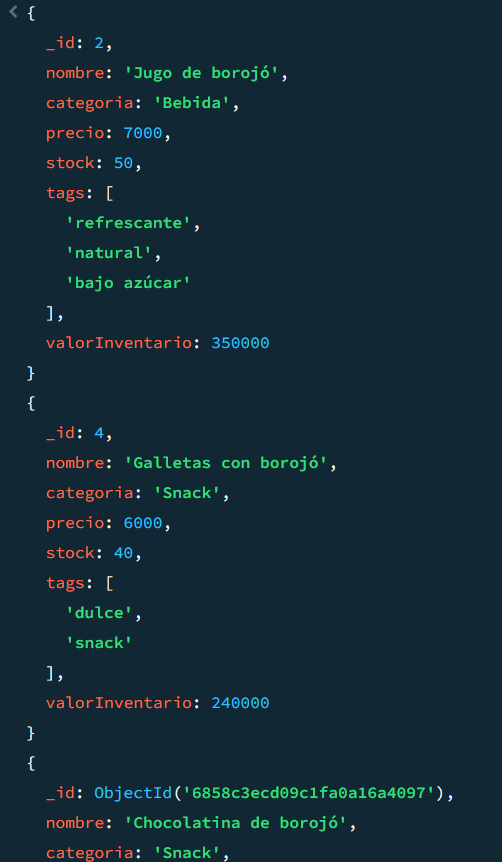 {
_id: 2,
nombre: 'Jugo de borojó',
categoria: 'Bebida',
precio: 7000,
stock: 50,
tags: [
'refrescante',
'natural',
'bajo azúcar'
],
valorInventario: 350000
}
{
_id: 4,
nombre: 'Galletas con borojó',
categoria: 'Snack',
precio: 6000,
stock: 40,
tags: [
'dulce',
'snack'
],
valorInventario: 240000
}
{
_id: ObjectId('6858c3ecd09c1fa0a16a4097'),
nombre: 'Chocolatina de borojó',
categoria: 'Snack',